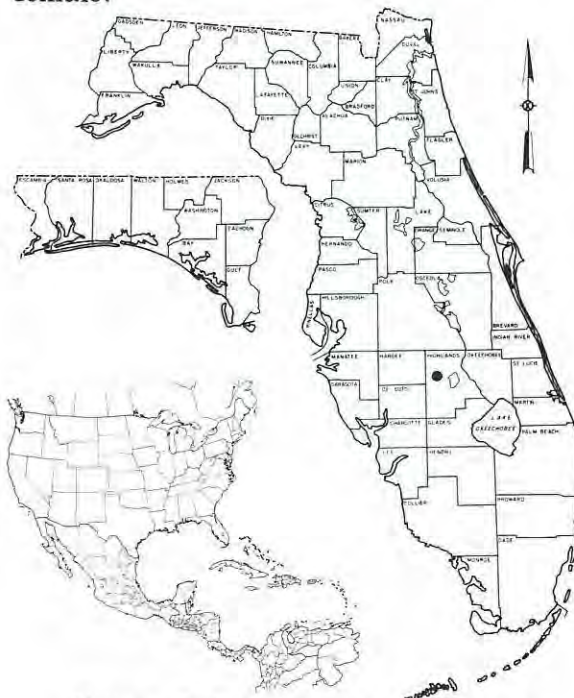 NASSAU
GADSDEN
LEON
JEFFERSON
MADISON
HAMILTON
BAKER
DUVAL
LIBERTY
WAKULLA
TAYLOR
SUWANNEE
COLUMBIA
UNION
CLAY
ST JOHNS
FRANKLIN
LAFAYETTE
BRADFORD
DIXIE
GILCHRIST
ALACHUA
PUTNAM
LEVY
FLAGLER
MARION
VOLUSIA
ESCAMBIA
SANTA ROSA
OKALOOSA
WALTON
HOLMES
JACKSON
WASHINGTON
BAY
CALHOUN
GULF
CITRUS
SUMTER
LAKE
ORANGE
SEMINOLE
HERNANDO
PASCO
POLK
OSCEOLA
HILLSBOROUGH
PINELLAS
BREVARD
INDIAN RIVER
MANATEE
HARDEE
HIGHLANDS
OKEECHOBEE
ST LUCIE
SARASOTA
DE SOTO
MARTIN
CHARLOTTE
GLADES
LAKE
OKEECHOBEE
PALM BEACH
LEE
HENDRY
COLLIER
BROWARD
DADE
MONROE